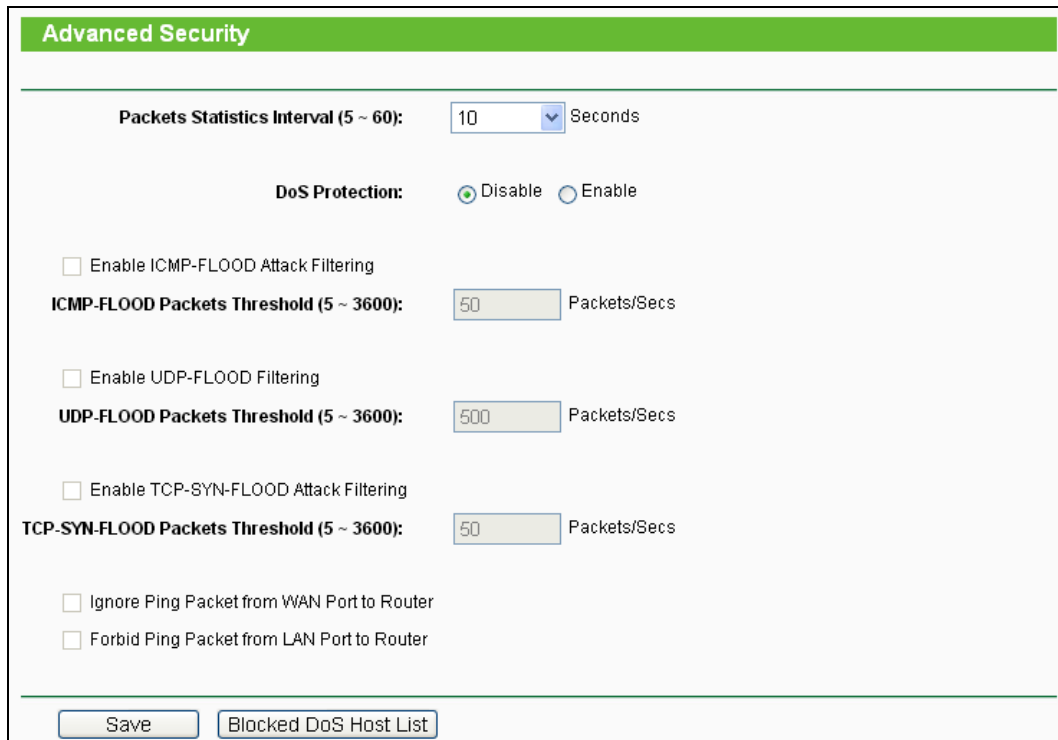 Advanced Security
Packets Statistics Interval (5 ~ 60): 10 Seconds
DoS Protection: Disable Enable
Enable ICMP-FLOOD Attack Filtering
ICMP-FLOOD Packets Threshold (5 ~ 3600): 50 Packets/Secs
Enable UDP-FLOOD Filtering
UDP-FLOOD Packets Threshold (5 ~ 3600): 500 Packets/Secs
Enable TCP-SYN-FLOOD Attack Filtering
TCP-SYN-FLOOD Packets Threshold (5 ~ 3600): 50 Packets/Secs
Ignore Ping Packet from WAN Port to Router
Forbid Ping Packet from LAN Port to Router
Save Blocked DoS Host List